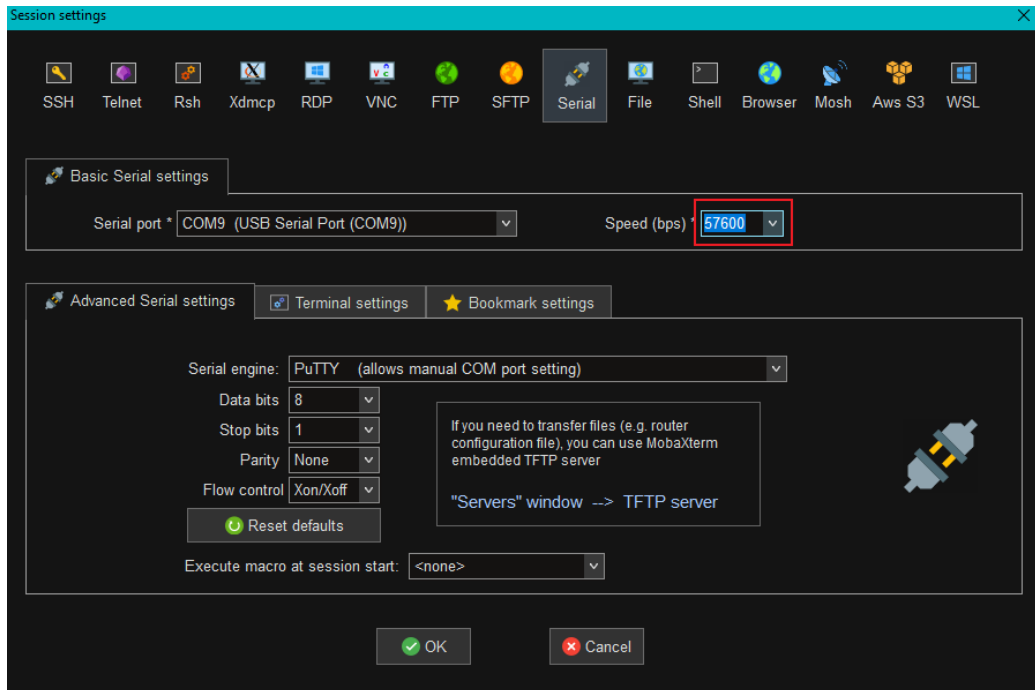 Session settings
SSH Telnet Rsh Xdmcp RDP VNC FTP SFTP Serial File Shell Browser Mosh Aws S3 WSL
Basic Serial settings
Serial port * COM9 (USB Serial Port (COM9)) Speed (bps) * 57600
Advanced Serial settings Terminal settings Bookmark settings
Serial engine: PuTTY (allows manual COM port setting)
Data bits 8
Stop bits 1
Parity None
Flow control Xon/Xoff
Reset defaults
If you need to transfer files (e.g. router
configuration file), you can use MobaXterm
embedded TFTP server
"Servers" window --> TFTP server
Execute macro at session start: <none>
OK Cancel